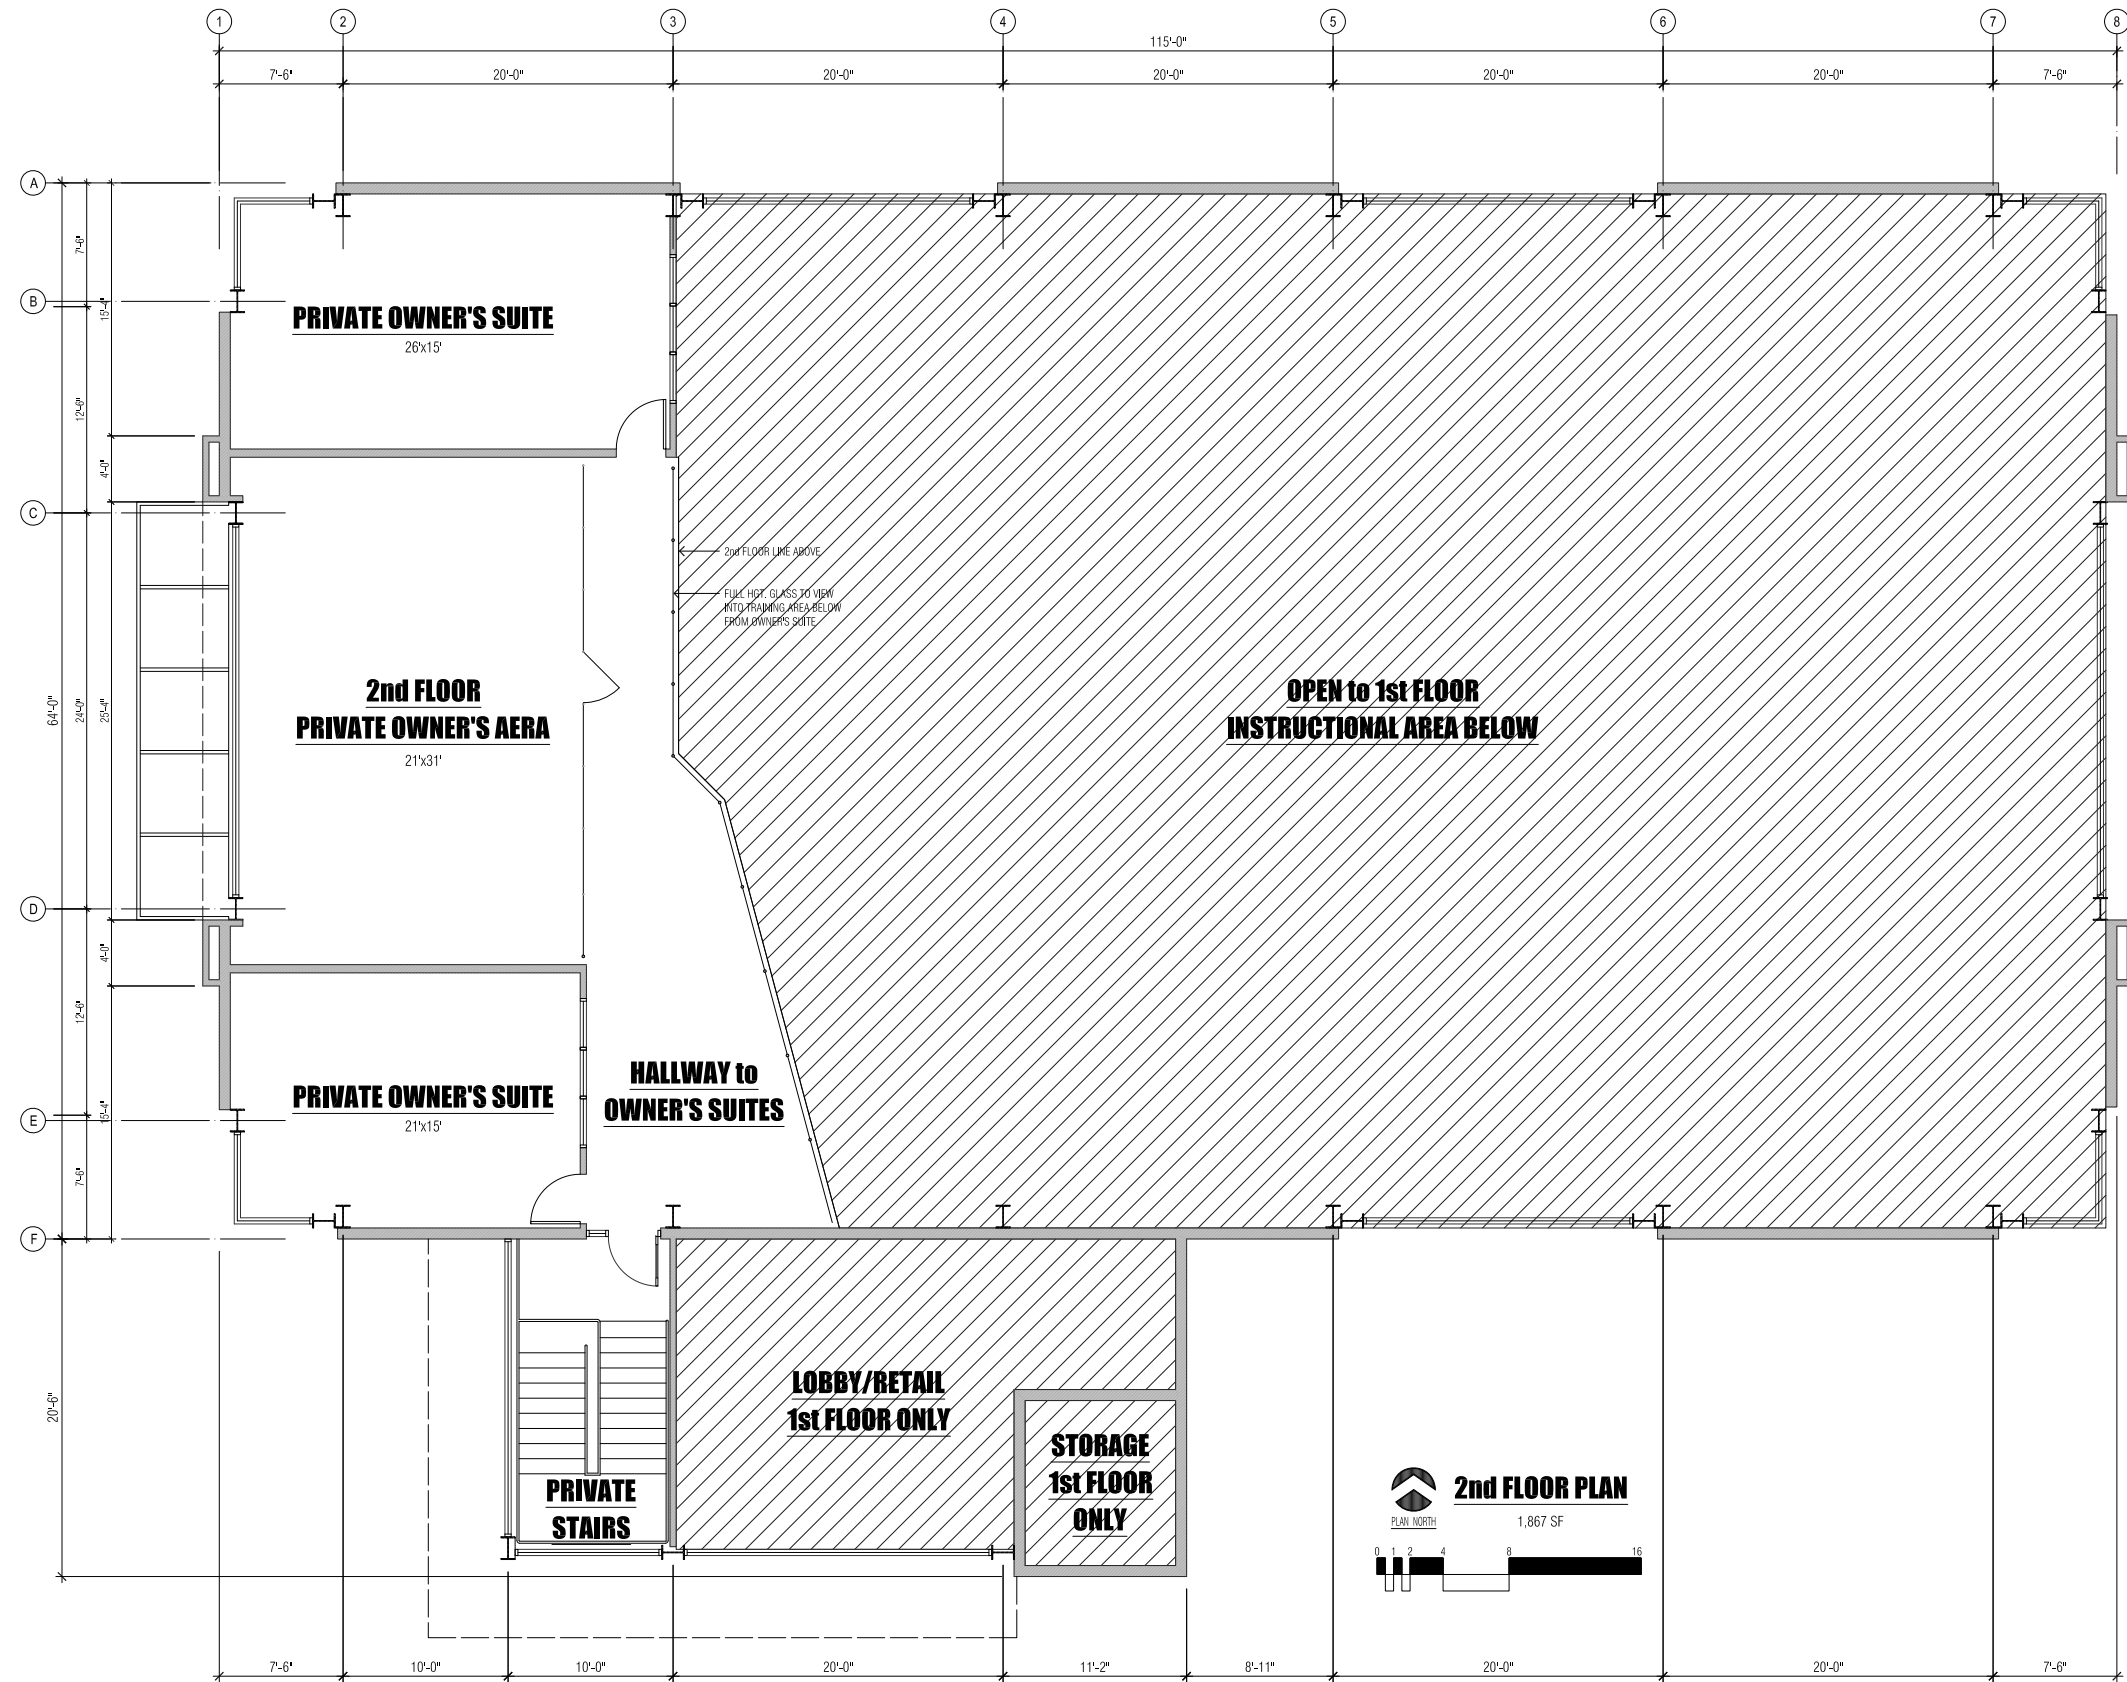 1 2 3 4 5 6 7 8
115'-0"
7'-6" 20'-0" 20'-0" 20'-0" 20'-0" 20'-0" 7'-6"
A
7'-6"
B
15'-4"
PRIVATE OWNER'S SUITE
26'x15'
12'-6"
4'-0"
C
2nd FLOOR LINE ABOVE
FULL HGT. GLASS TO VIEW
INTO TRAINING AREA BELOW
FROM OWNER'S SUITE
64'-0"
24'-0"
25'-4"
2nd FLOOR
PRIVATE OWNER'S AERA
21'x31'
OPEN to 1st FLOOR
INSTRUCTIONAL AREA BELOW
D
4'-0"
12'-6"
HALLWAY to
OWNER'S SUITES
PRIVATE OWNER'S SUITE
21'x15'
15'-4"
E
7'-6"
F
20'-6"
LOBBY/RETAIL
1st FLOOR ONLY
STORAGE
1st FLOOR
ONLY
PRIVATE
STAIRS
PLAN NORTH
2nd FLOOR PLAN
1,867 SF
0 1 2 4 8 16
7'-6" 10'-0" 10'-0" 20'-0" 11'-2" 8'-11" 20'-0" 20'-0" 7'-6"